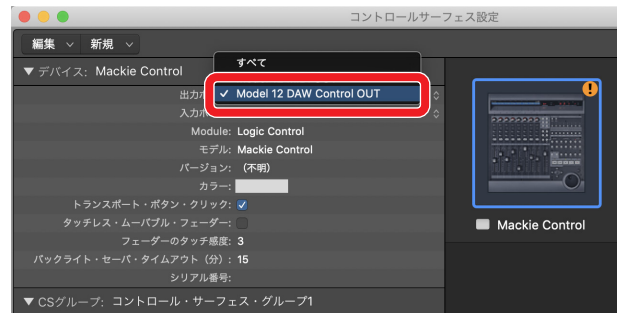 コントロールサーフェス設定
編集 新規
すべて
▼ デバイス: Mackie Control
出力ポ
✓ Model 12 DAW Control OUT
入力ポ
Module: Logic Control
モデル: Mackie Control
バージョン: (不明)
カラー:
トランスポート・ボタン・クリック:
タッチレス・ムーバブル・フェーダー:
フェーダーのタッチ感度: 3
バックライト・セーバ・タイムアウト(分): 15
シリアル番号:
▼ CSグループ: コントロール・サーフェス・グループ1
!
Mackie Control